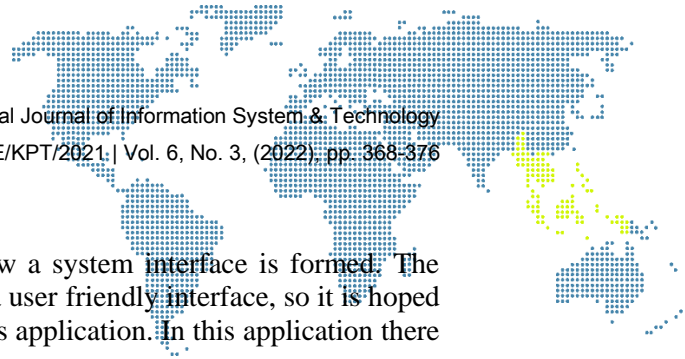 al Journal of Information System & Technology
E/KPT/2021 | Vol. 6, No. 3, (2022), pp. 368-376
w a system interface is formed. The
user friendly interface, so it is hoped
s application. In this application there